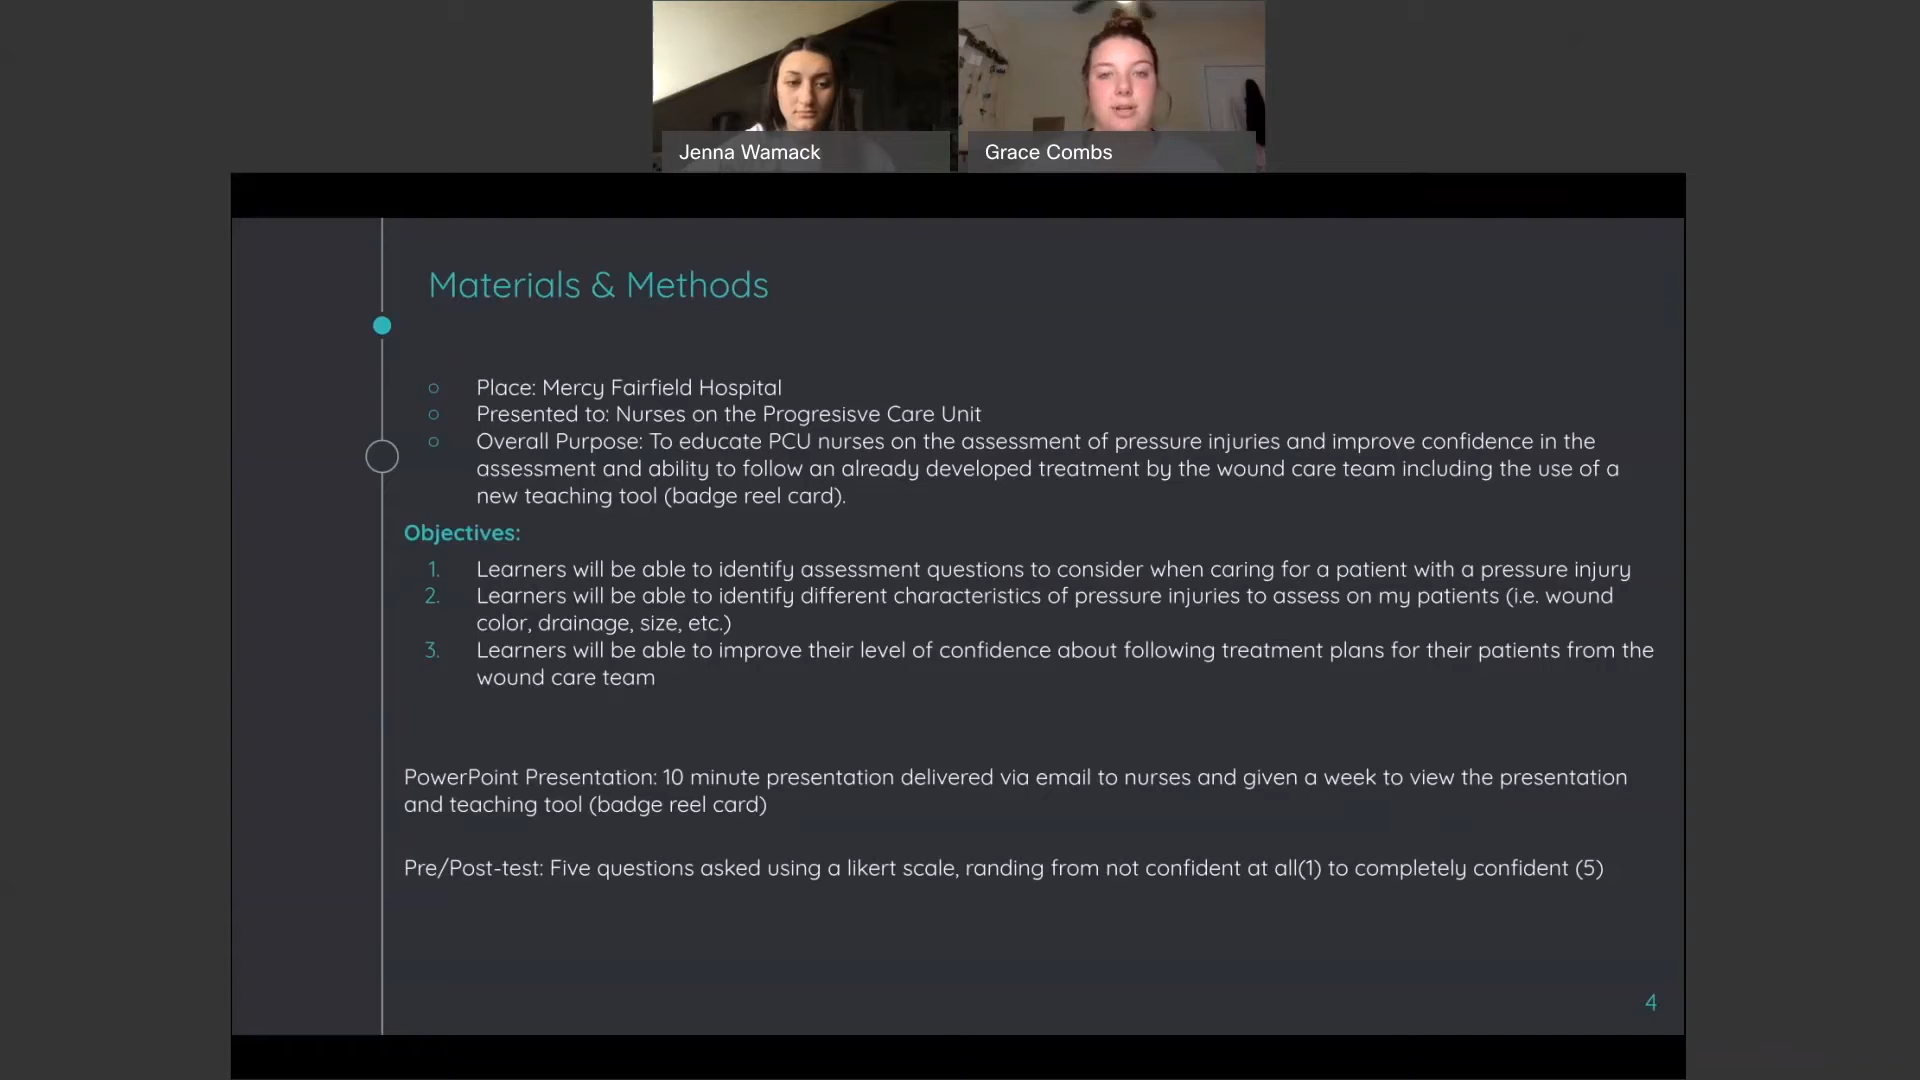 Jenna Wamack
Grace Combs
Materials & Methods
○ Place: Mercy Fairfield Hospital
○ Presented to: Nurses on the Progresisve Care Unit
○ Overall Purpose: To educate PCU nurses on the assessment of pressure injuries and improve confidence in the
assessment and ability to follow an already developed treatment by the wound care team including the use of a
new teaching tool (badge reel card).
Objectives:
1. Learners will be able to identify assessment questions to consider when caring for a patient with a pressure injury
2. Learners will be able to identify different characteristics of pressure injuries to assess on my patients (i.e. wound
color, drainage, size, etc.)
3. Learners will be able to improve their level of confidence about following treatment plans for their patients from the
wound care team
PowerPoint Presentation: 10 minute presentation delivered via email to nurses and given a week to view the presentation
and teaching tool (badge reel card)
Pre/Post-test: Five questions asked using a likert scale, randing from not confident at all(1) to completely confident (5)
4